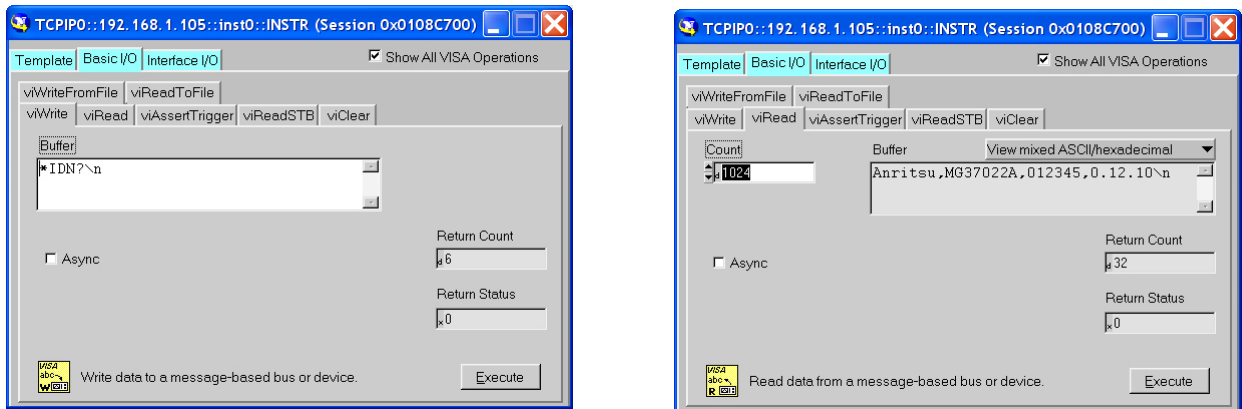 TCPIP0::192.168.1.105::inst0::INSTR (Session 0x0108C700)
Template Basic I/O Interface I/O Show All VISA Operations
viWriteFromFile viReadToFile
viWrite viRead viAssertTrigger viReadSTB viClear
Buffer
*IDN?\n
Return Count
Async
d 6
Return Status
x 0
VISA
abc
W
Write data to a message-based bus or device.
Execute
TCPIP0::192.168.1.105::inst0::INSTR (Session 0x0108C700)
Template Basic I/O Interface I/O Show All VISA Operations
viWriteFromFile viReadToFile
viWrite viRead viAssertTrigger viReadSTB viClear
Count Buffer View mixed ASCII/hexadecimal
d 1024 Anritsu,MG37022A,012345,0.12.10\n
Return Count
Async
d 32
Return Status
x 0
VISA
abc
R
Read data from a message-based bus or device.
Execute